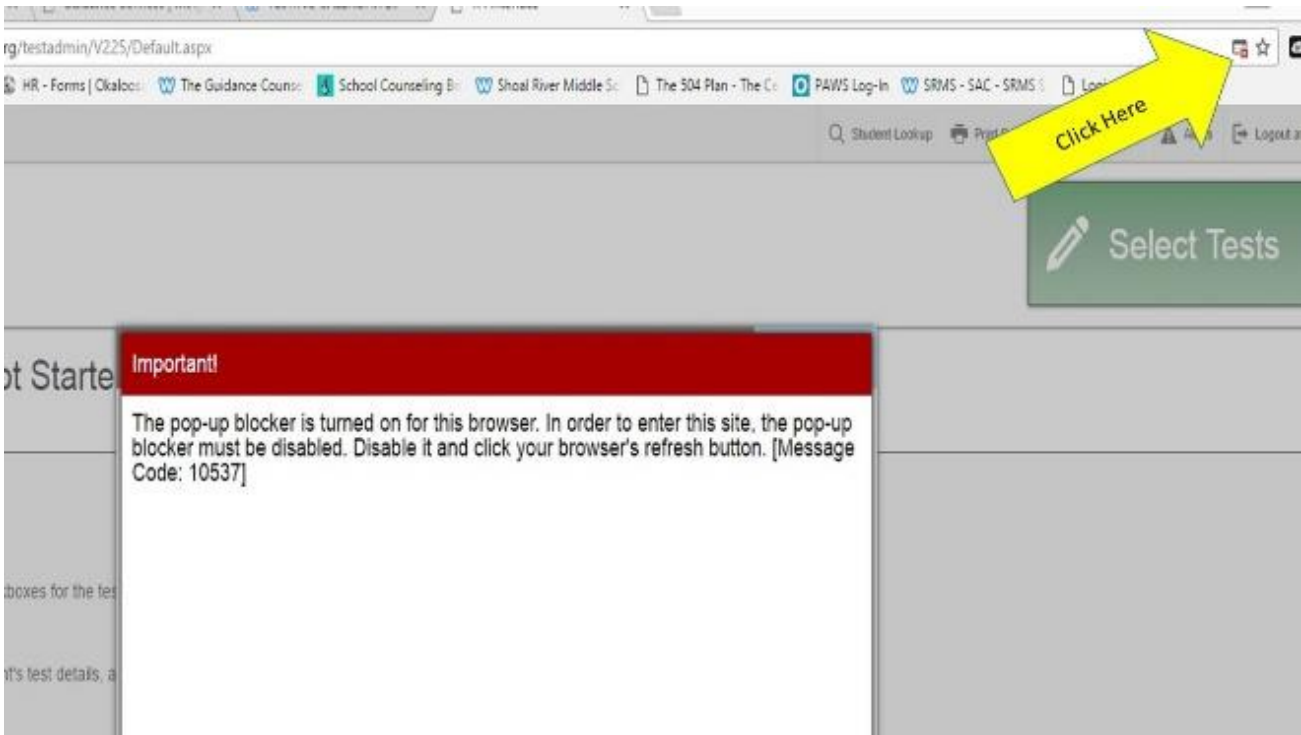 rg/testadmin/V225/Default.aspx
HR - Forms | Okaloos The Guidance Couns School Counseling B Shoal River Middle Sc The 504 Plan - The Ce PAWS Log-In SRMS - SAC - SRMS S
Click Here
Student Lookup Print Logout a
Select Tests
ot Starte
Important!
The pop-up blocker is turned on for this browser. In order to enter this site, the pop-up
blocker must be disabled. Disable it and click your browser's refresh button. [Message
Code: 10537]
kboxes for the tes
nt's test details, a